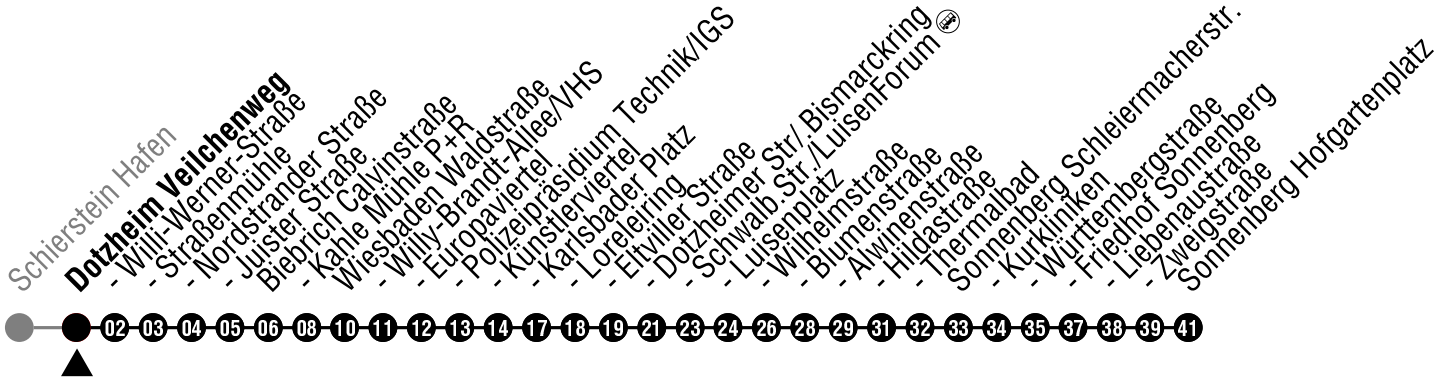 Schierstein Hafen
Dotzheim Veilchenweg
- Willi-Werner-Straße
- Straßenmühle
- Nordstrander Straße
- Juister Straße
Biebrich Calvinstraße
- Kahle Mühle P+R
Wiesbaden Waldstraße
- Willy-Brandt-Allee/VHS
- Europaviertel
- Polizeipräsidium Technik/IGS
- Künstlerviertel
- Karlsbader Platz
- Loreleiring
- Eltviller Straße
- Dotzheimer Str/ Bismarckring
- Schwalb.Str./LuisenForum
- Luisenplatz
- Wilhelmstraße
- Blumenstraße
- Alwinenstraße
- Hildastraße
- Thermalbad
Sonnenberg Schleiermacherstr.
- Kurkliniken
- Württembergstraße
- Friedhof Sonnenberg
- Liebenaustraße
- Zweigstraße
Sonnenberg Hofgartenplatz
02 03 04 05 06 08 10 11 12 13 14 17 18 19 21 23 24 26 28 29 31 32 33 34 35 37 38 39 41